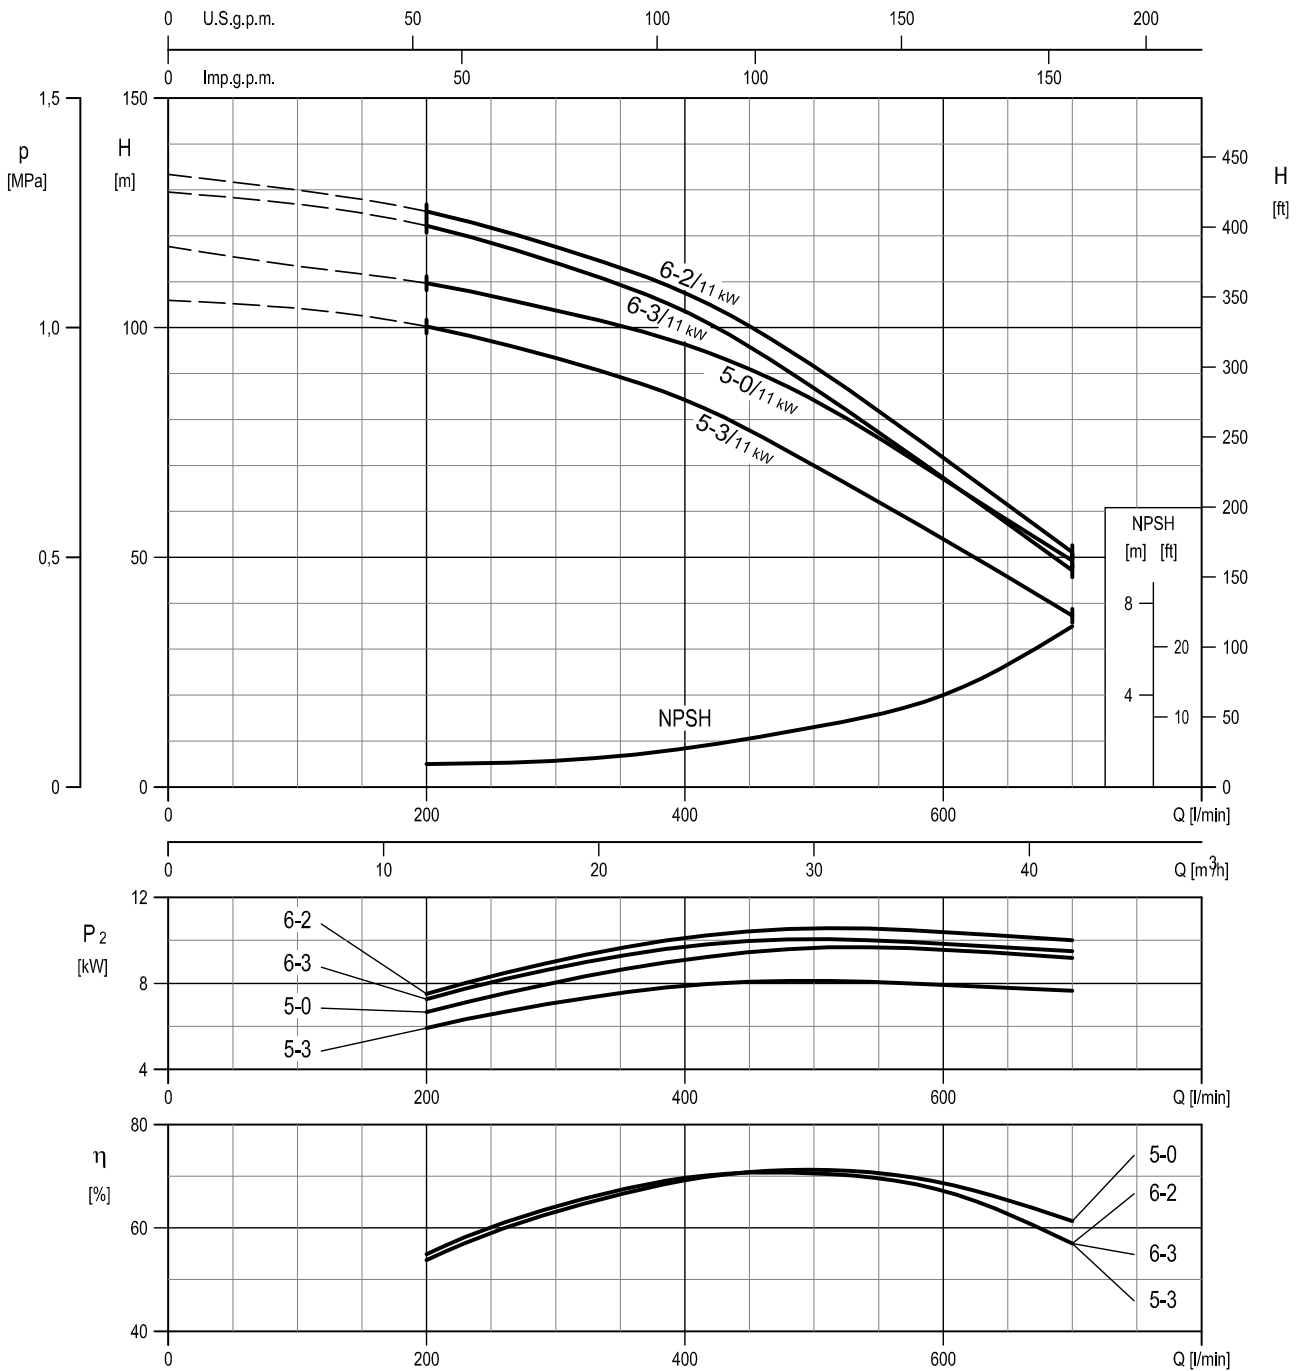 0 U.S.g.p.m. 50 100 150 200
0 Imp.g.p.m. 50 100 150
1,5 150
p H
[MPa] [m]
450
H
[ft]
400
6-2/11 kW
350
6-3/11 kW
1,0 100
300
5-0/11 kW
5-3/11 kW
250
200
NPSH
[m] [ft]
0,5 50
150
8
20 100
4
NPSH
10 50
0 0 0
0 200 400 600 Q [l/min]
0 10 20 30 40 Q [m³/h]
12
6-2
P2
[kW]
6-3
8
5-0
5-3
4
0 200 400 600 Q [l/min]
80
η
[%]
5-0
6-2
60
6-3
5-3
40
0 200 400 600 Q [l/min]